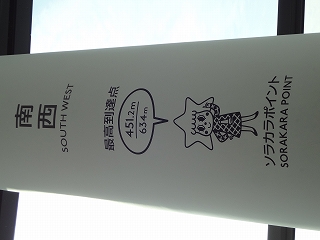 南西
SOUTH WEST
最高到達点
451.2m
634m
ソラカラポイント
SORAKARA POINT